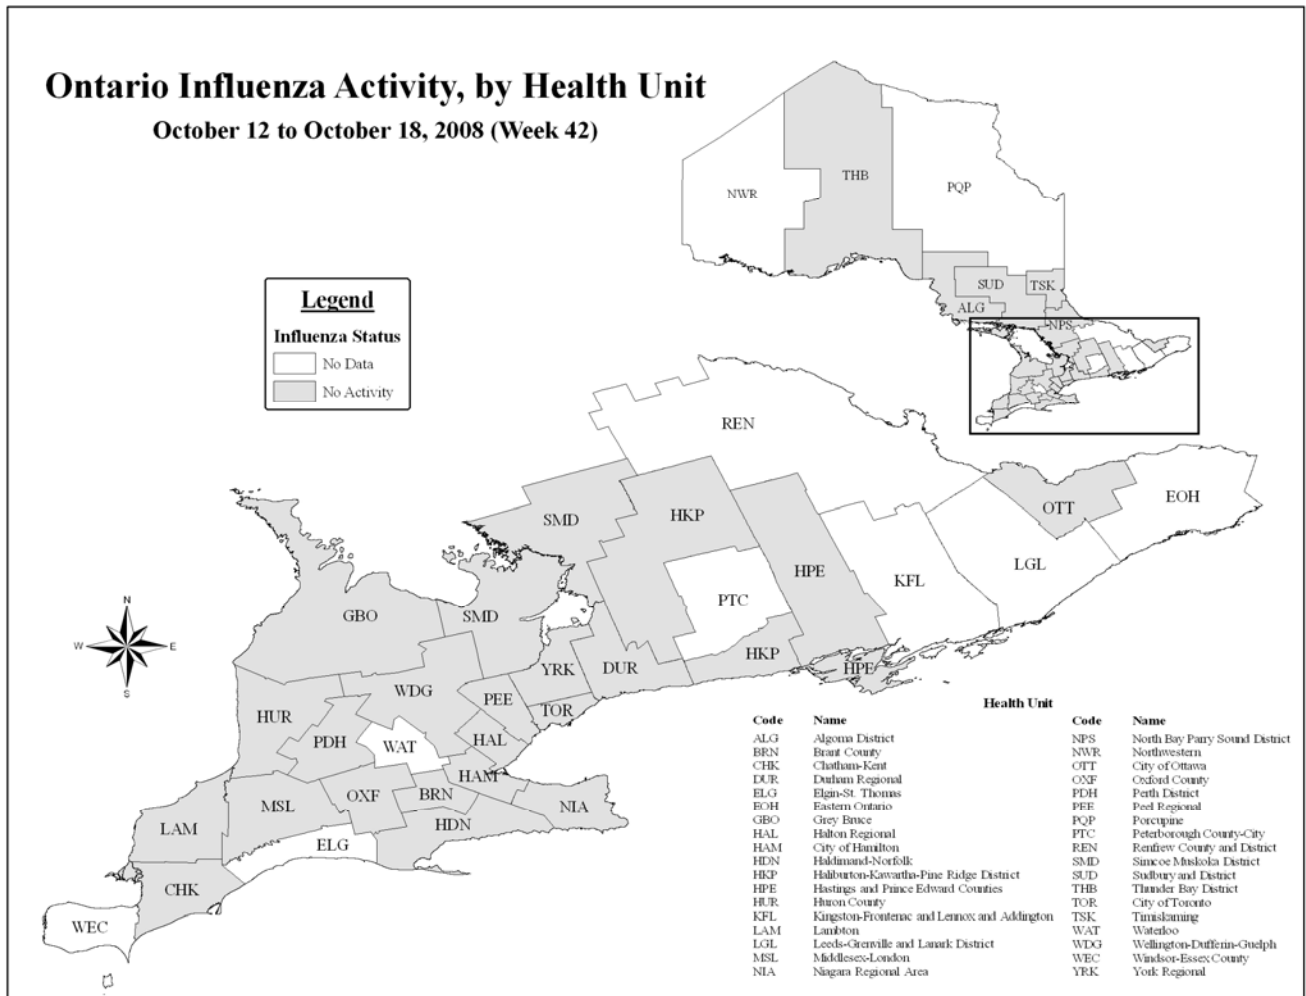 Ontario Influenza Activity, by Health Unit
October 12 to October 18, 2008 (Week 42)
Legend
Influenza Status
No Data
No Activity
NWR
THB
PQP
SUD
TSK
ALG
NPS
REN
SMD
HKP
OTT
EOH
HPE
KFL
LGL
PTC
GBO
SMD
YRK
DUR
HKP
HPE
WDG
PEE
TOR
HUR
PDH
WAT
HAL
HAM
MSL
OXF
BRN
NIA
LAM
HDN
ELG
CHK
WEC
N
W E
S
Health Unit
Code Name Code Name
ALG Algoma District NPS North Bay Parry Sound District
BRN Brant County NWR Northwestern
CHK Chatham-Kent OTT City of Ottawa
DUR Durham Regional OXF Oxford County
ELG Elgin-St. Thomas PDH Perth District
EOH Eastern Ontario PEE Peel Regional
GBO Grey Bruce PQP Porcupine
HAL Halton Regional PTC Peterborough County-City
HAM City of Hamilton REN Renfrew County and District
HDN Haldimand-Norfolk SMD Simcoe Muskoka District
HKP Haliburton-Kawartha-Pine Ridge District SUD Sudbury and District
HPE Hastings and Prince Edward Counties THB Thunder Bay District
HUR Huron County TOR City of Toronto
KFL Kingston-Frontenac and Lennox and Addington TSK Timiskaming
LAM Lambton WAT Waterloo
LGL Leeds-Grenville and Lanark District WDG Wellington-Dufferin-Guelph
MSL Middlesex-London WEC Windsor-Essex County
NIA Niagara Regional Area YRK York Regional